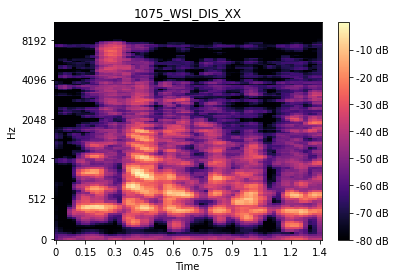 1075_WSI_DIS_XX
8192
4096
2048
1024
512
0
Hz
0 0.15 0.3 0.45 0.6 0.75 0.9 1.1 1.2 1.4
Time
-10 dB
-20 dB
-30 dB
-40 dB
-50 dB
-60 dB
-70 dB
-80 dB